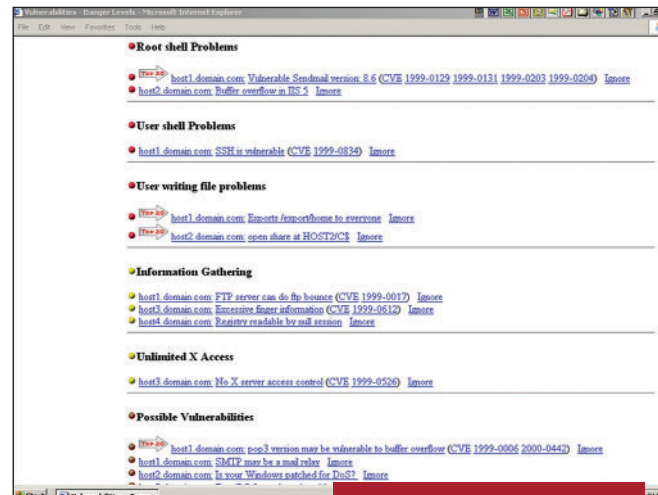 Vulnerabilities - Danger Levels - Microsoft Internet Explorer
File Edit View Favorites Tools Help
Root shell Problems
TOP 20 host1.domain.com: Vulnerable Sendmail version: 8.6 (CVE 1999-0129 1999-0131 1999-0203 1999-0204) Ignore
host2.domain.com: Buffer overflow in IIS 5 Ignore
User shell Problems
host1.domain.com: SSH is vulnerable (CVE 1999-0834) Ignore
User writing file problems
TOP 20 host1.domain.com: Exports /export/home to everyone Ignore
TOP 20 host2.domain.com: open share at HOST2/C$ Ignore
Information Gathering
host1.domain.com: FTP server can do ftp bounce (CVE 1999-0017) Ignore
host3.domain.com: Excessive finger information (CVE 1999-0612) Ignore
host4.domain.com: Registry readable by null session Ignore
Unlimited X Access
host3.domain.com: No X server access control (CVE 1999-0526) Ignore
Possible Vulnerabilities
TOP 20 host1.domain.com: pop3 version may be vulnerable to buffer overflow (CVE 1999-0006 2000-0442) Ignore
host1.domain.com: SMTP may be a mail relay Ignore
host2.domain.com: Is your Windows patched for DoS? Ignore